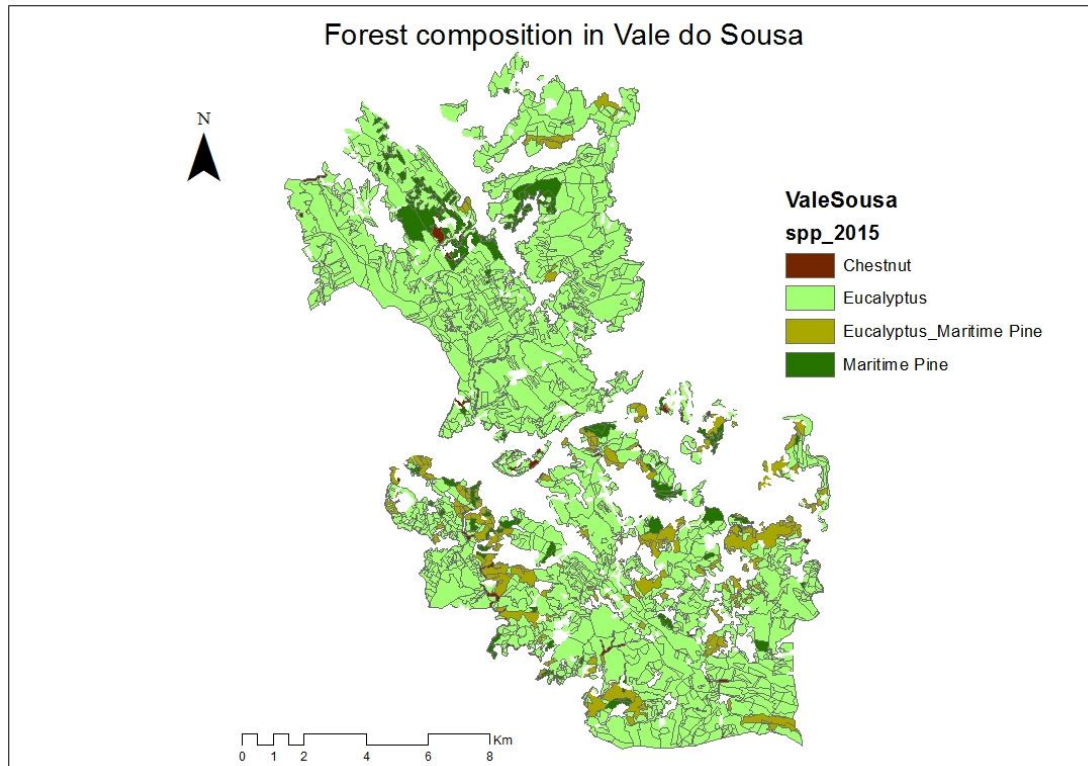 Forest composition in Vale do Sousa
N
ValeSousa
spp_2015
Chestnut
Eucalyptus
Eucalyptus_Maritime Pine
Maritime Pine
Km
0 1 2 4 6 8